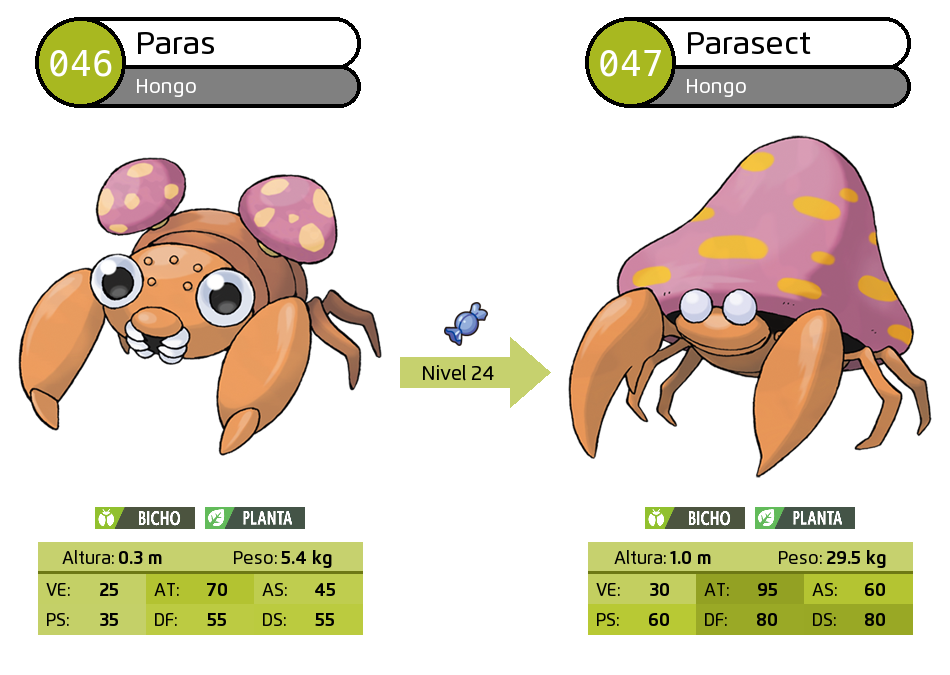 046
Paras
Hongo
047
Parasect
Hongo
Nivel 24
BICHO
PLANTA
Altura: 0.3 m
Peso: 5.4 kg
VE: 25 AT: 70 AS: 45
PS: 35 DF: 55 DS: 55
BICHO
PLANTA
Altura: 1.0 m
Peso: 29.5 kg
VE: 30 AT: 95 AS: 60
PS: 60 DF: 80 DS: 80